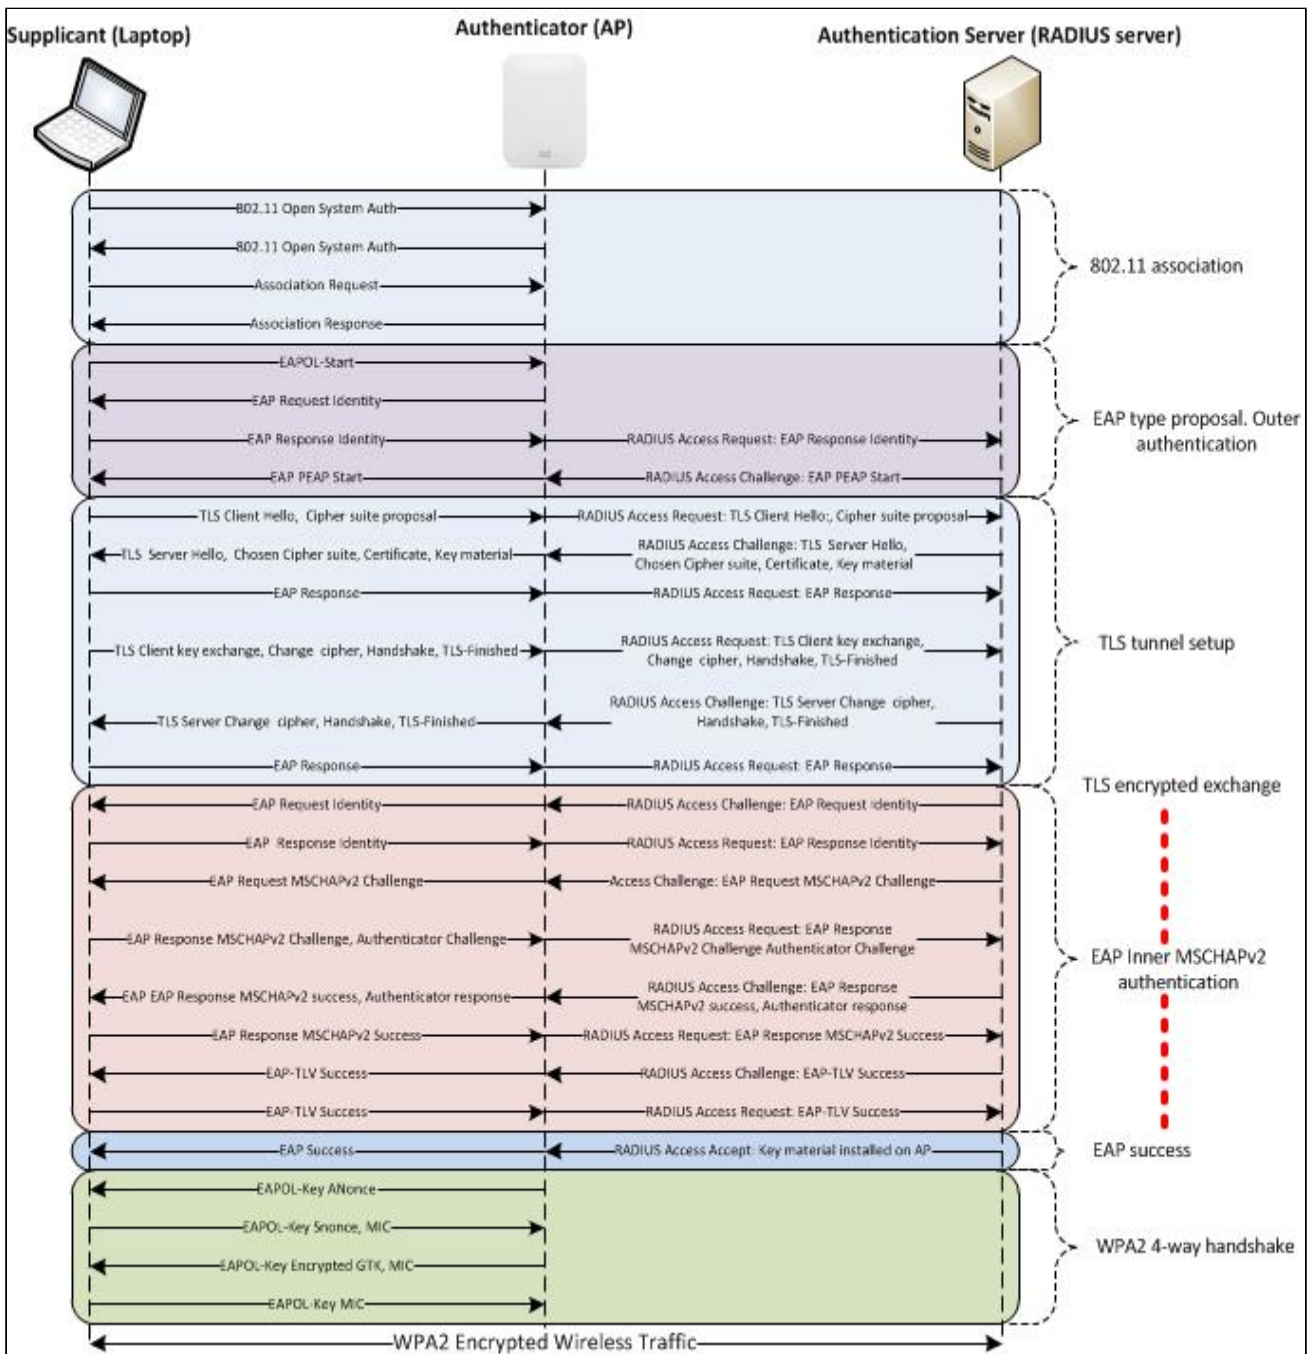 Supplicant (Laptop)
Authenticator (AP)
Authentication Server (RADIUS server)
802.11 Open System Auth
802.11 Open System Auth
Association Request
Association Response
802.11 association
EAPOL-Start
EAP Request Identity
EAP Response Identity
RADIUS Access Request: EAP Response Identity
EAP PEAP Start
RADIUS Access Challenge: EAP PEAP Start
EAP type proposal. Outer
authentication
TLS Client Hello, Cipher suite proposal
RADIUS Access Request: TLS Client Hello:, Cipher suite proposal
TLS Server Hello, Chosen Cipher suite, Certificate, Key material
RADIUS Access Challenge: TLS Server Hello,
Chosen Cipher suite, Certificate, Key material
EAP Response
RADIUS Access Request: EAP Response
TLS Client key exchange, Change cipher, Handshake, TLS-Finished
RADIUS Access Request: TLS Client key exchange,
Change cipher, Handshake, TLS-Finished
TLS Server Change cipher, Handshake, TLS-Finished
RADIUS Access Challenge: TLS Server Change cipher,
Handshake, TLS-Finished
EAP Response
RADIUS Access Request: EAP Response
TLS tunnel setup
TLS encrypted exchange
EAP Request Identity
RADIUS Access Challenge: EAP Request Identity
EAP Response Identity
RADIUS Access Request: EAP Response Identity
EAP Request MSCHAPv2 Challenge
Access Challenge: EAP Request MSCHAPv2 Challenge
EAP Response MSCHAPv2 Challenge, Authenticator Challenge
RADIUS Access Request: EAP Response
MSCHAPv2 Challenge Authenticator Challenge
EAP EAP Response MSCHAPv2 success, Authenticator response
RADIUS Access Challenge: EAP Response
MSCHAPv2 success, Authenticator response
EAP Response MSCHAPv2 Success
RADIUS Access Request: EAP Response MSCHAPv2 Success
EAP-TLV Success
RADIUS Access Challenge: EAP-TLV Success
EAP-TLV Success
RADIUS Access Request: EAP-TLV Success
EAP Inner MSCHAPv2
authentication
EAP Success
RADIUS Access Accept: Key material installed on AP
EAP success
EAPOL-Key ANonce
EAPOL-Key Snonce, MIC
EAPOL-Key Encrypted GTK, MIC
EAPOL-Key MIC
WPA2 4-way handshake
WPA2 Encrypted Wireless Traffic